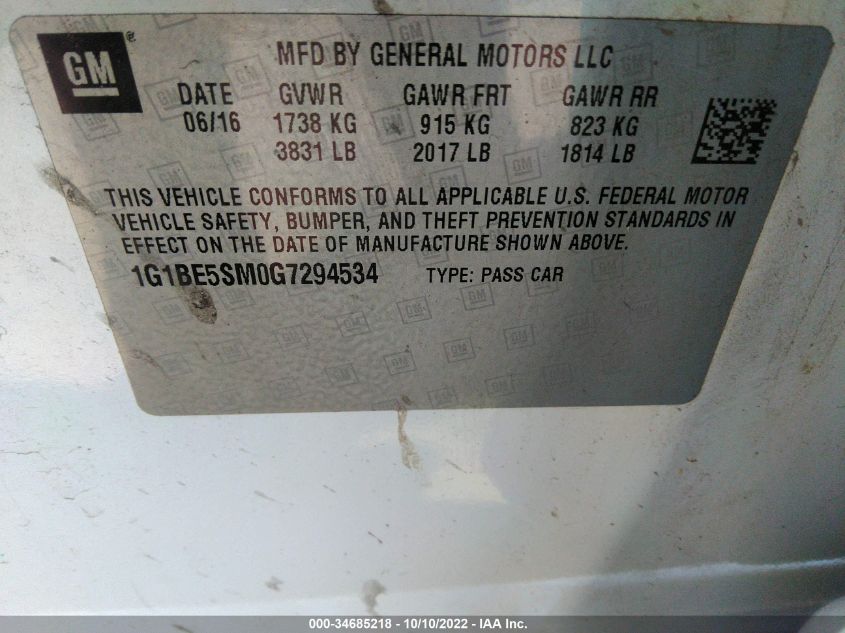 GM
MFD BY GENERAL MOTORS LLC
DATE GVWR GAWR FRT GAWR RR
06/16 1738 KG 915 KG 823 KG
3831 LB 2017 LB 1814 LB
THIS VEHICLE CONFORMS TO ALL APPLICABLE U.S. FEDERAL MOTOR
VEHICLE SAFETY, BUMPER, AND THEFT PREVENTION STANDARDS IN
EFFECT ON THE DATE OF MANUFACTURE SHOWN ABOVE.
1G1BE5SM0G7294534 TYPE: PASS CAR
000-34685218 - 10/10/2022 - IAA Inc.